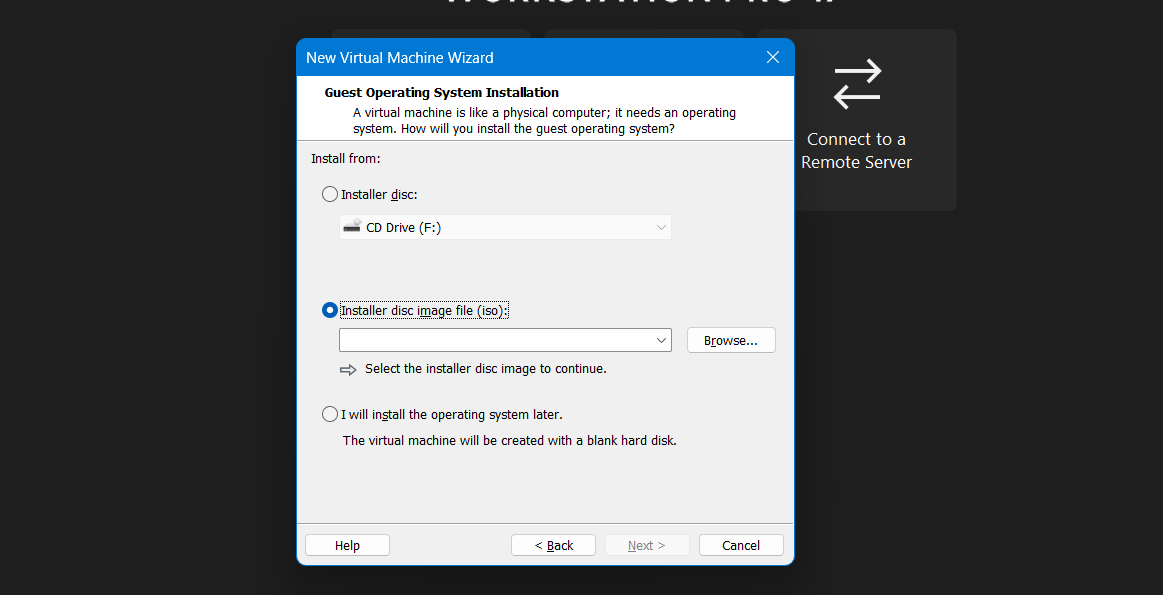 WORKSTATION PRO 17
New Virtual Machine Wizard
Guest Operating System Installation
A virtual machine is like a physical computer; it needs an operating
system. How will you install the guest operating system?
Install from:
Installer disc:
CD Drive (F:)
Installer disc image file (iso):
Browse...
Select the installer disc image to continue.
I will install the operating system later.
The virtual machine will be created with a blank hard disk.
Help
< Back
Next >
Cancel
Connect to a
Remote Server